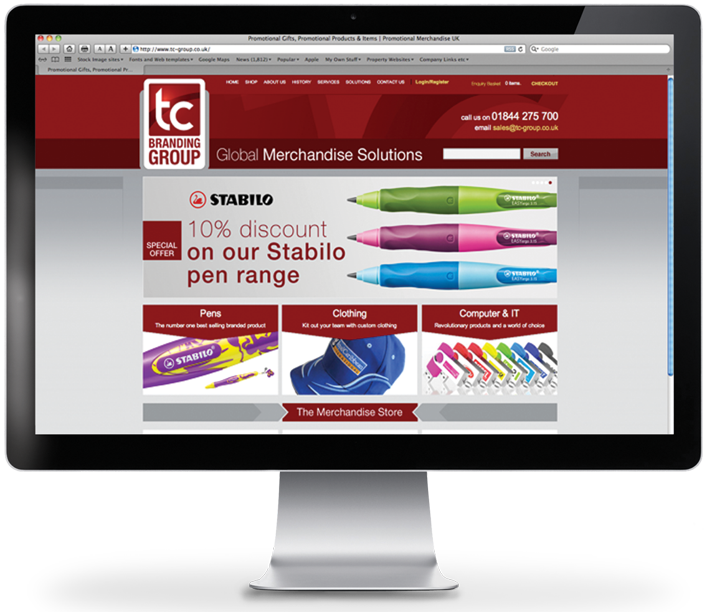 Promotional Gifts, Promotional Products & Items | Promotional Merchandise UK
A A + http://www.tc-group.co.uk/ RSS Google
Stock Image sites Fonts and Web templates Google Maps News (1,812) Popular Apple My Own Stuff Property Websites Company Links etc
Promotional Gifts, Promotional Pr...
HOME SHOP ABOUT US HISTORY SERVICES SOLUTIONS CONTACT US Login/Register Enquiry Basket 0 items. CHECKOUT
tc
BRANDING
GROUP
call us on 01844 275 700
email sales@tc-group.co.uk
Global Merchandise Solutions
Search
STABILO
SPECIAL
OFFER
10% discount
on our Stabilo
pen range
STABILO
STABILO
STABILO
Pens
The number one best selling branded product
STABILO
Clothing
Kit out your team with custom clothing
Computer & IT
Revolutionary products and a world of choice
The Merchandise Store